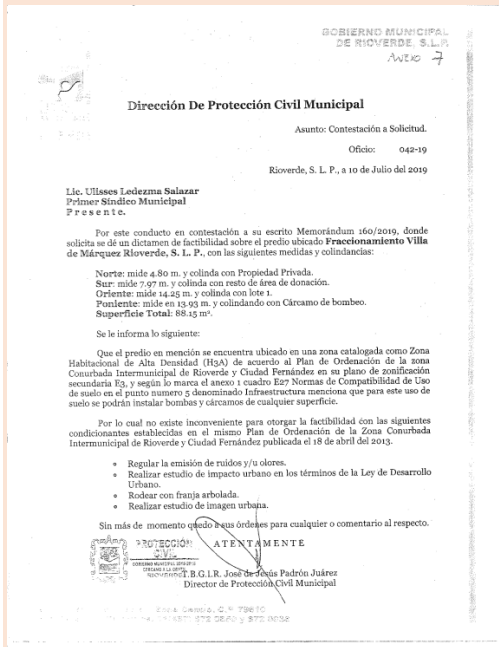 GOBIERNO MUNICIPAL
DE RIOVERDE, S.L.P.
ANEXO 7
Dirección De Protección Civil Municipal
Asunto: Contestación a Solicitud.
Oficio: 042-19
Rioverde, S. L. P., a 10 de Julio del 2019
Lic. Ulisses Ledezma Salazar
Primer Síndico Municipal
P r e s e n t e.
Por este conducto en contestación a su escrito Memorándum 160/2019, donde
solicita se dé un dictamen de factibilidad sobre el predio ubicado Fraccionamiento Villa
de Márquez Rioverde, S. L. P., con las siguientes medidas y colindancias:
Norte: mide 4.80 m. y colinda con Propiedad Privada.
Sur: mide 7.97 m. y colinda con resto de área de donación.
Oriente: mide 14.25 m. y colinda con lote 1.
Poniente: mide en 13.93 m. y colindando con Cárcamo de bombeo.
Superficie Total: 88.15 m².
Se le informa lo siguiente:
Que el predio en mención se encuentra ubicado en una zona catalogada como Zona
Habitacional de Alta Densidad (H3A) de acuerdo al Plan de Ordenación de la zona
Conurbada Intermunicipal de Rioverde y Ciudad Fernández en su plano de zonificación
secundaria E3, y según lo marca el anexo 1 cuadro E27 Normas de Compatibilidad de Uso
de suelo en el punto numero 5 denominado Infraestructura menciona que para este uso de
suelo se podrán instalar bombas y cárcamos de cualquier superficie.
Por lo cual no existe inconveniente para otorgar la factibilidad con las siguientes
condicionantes establecidas en el mismo Plan de Ordenación de la Zona Conurbada
Intermunicipal de Rioverde y Ciudad Fernández publicada el 18 de abril del 2013.
Regular la emisión de ruidos y/u olores.
Realizar estudio de impacto urbano en los términos de la Ley de Desarrollo
Urbano.
Rodear con franja arbolada.
Realizar estudio de imagen urbana.
Sin más de momento quedo a sus órdenes para cualquier o comentario al respecto.
PROTECCIÓN
CIVIL
A T E N T A M E N T E
T.B.G.I.R. José de Jesús Padrón Juárez
Director de Protección Civil Municipal